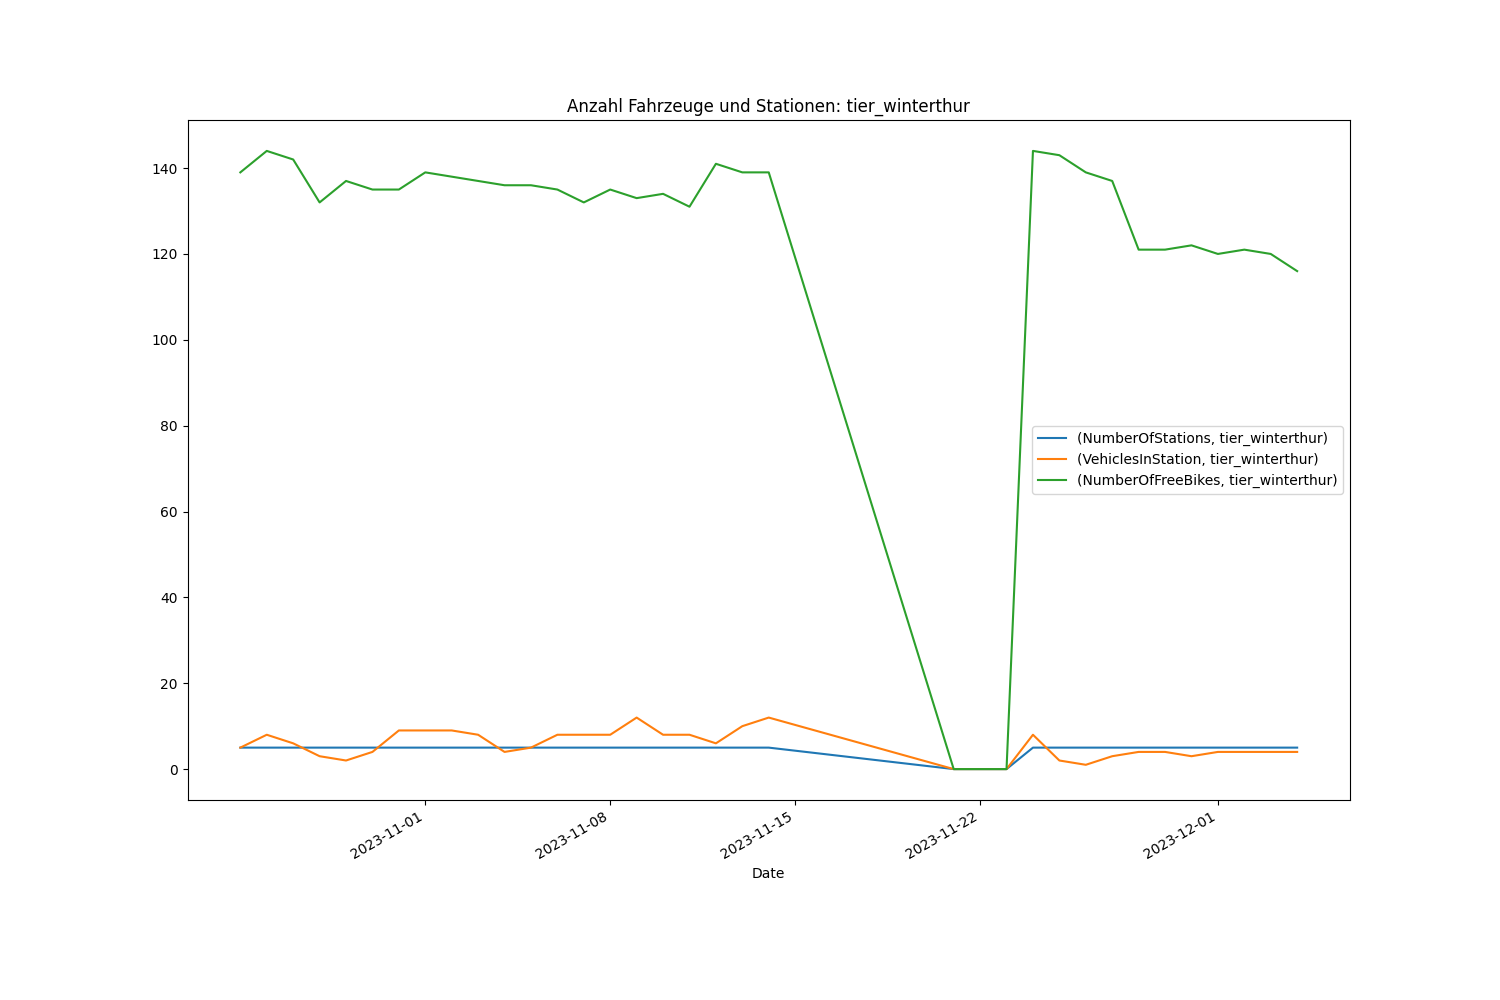 Anzahl Fahrzeuge und Stationen: tier_winterthur
140
120
100
80
60
40
20
0
(NumberOfStations, tier_winterthur)
(VehiclesInStation, tier_winterthur)
(NumberOfFreeBikes, tier_winterthur)
2023-11-01
2023-11-08
2023-11-15
2023-11-22
2023-12-01
Date